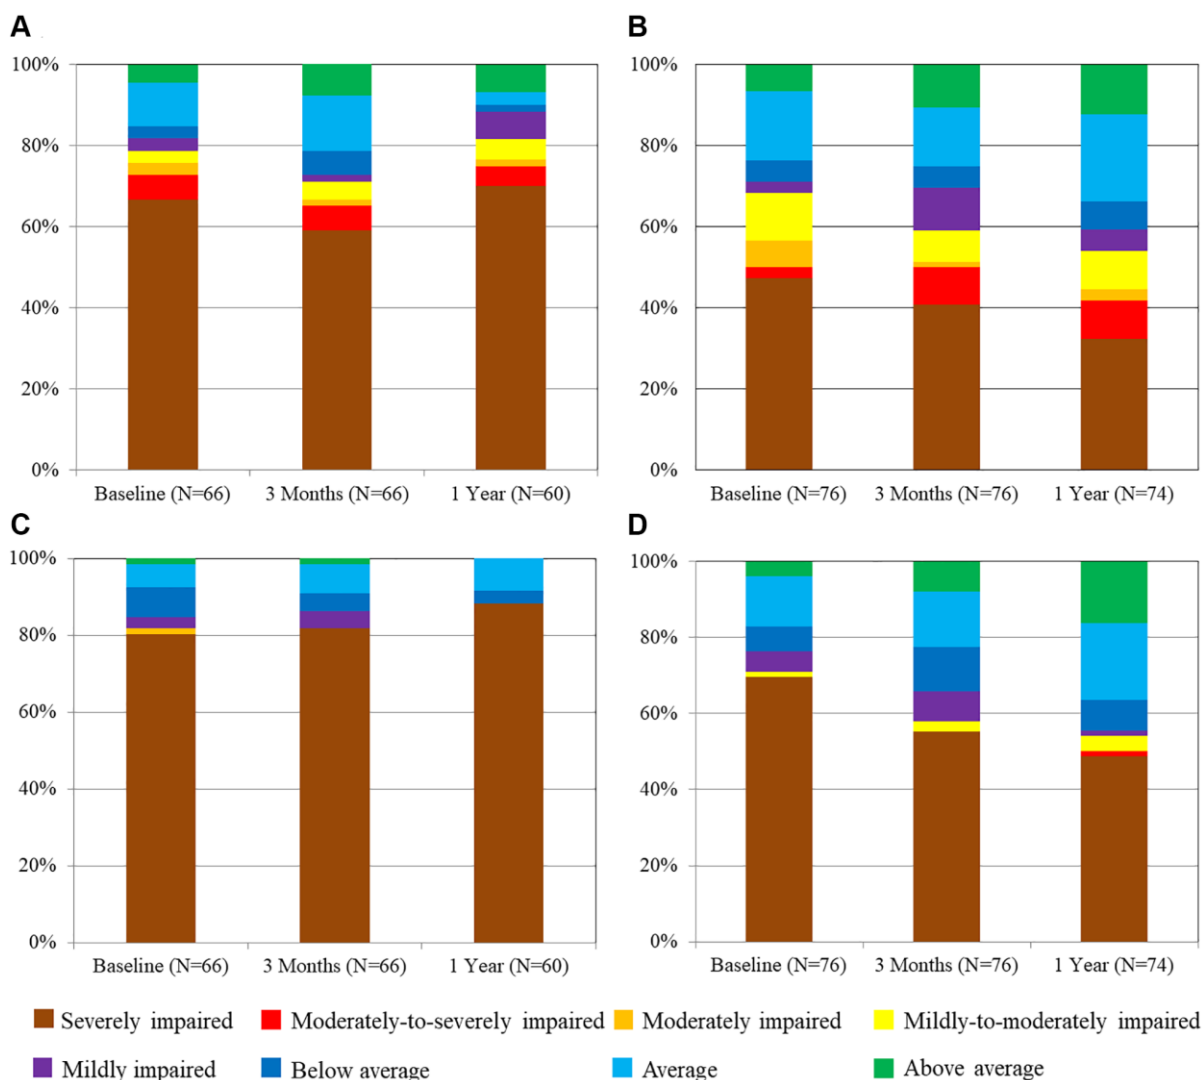 A
B
100%
80%
60%
40%
20%
0%
Baseline (N=66)
3 Months (N=66)
1 Year (N=60)
100%
80%
60%
40%
20%
0%
Baseline (N=76)
3 Months (N=76)
1 Year (N=74)
C
D
100%
80%
60%
40%
20%
0%
Baseline (N=66)
3 Months (N=66)
1 Year (N=60)
100%
80%
60%
40%
20%
0%
Baseline (N=76)
3 Months (N=76)
1 Year (N=74)
Severely impaired
Moderately-to-severely impaired
Moderately impaired
Mildly-to-moderately impaired
Mildly impaired
Below average
Average
Above average